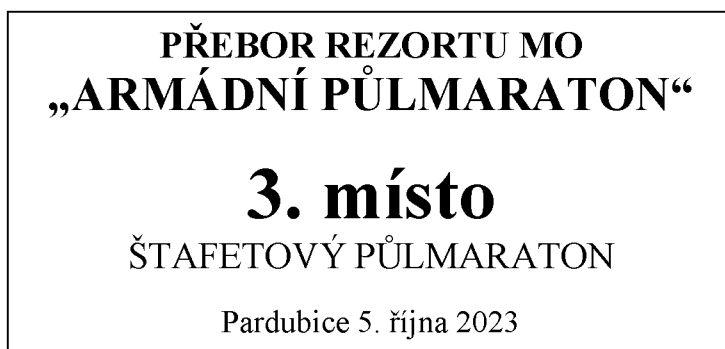 PŘEBOR REZORTU MO
„ARMÁDNÍ PŮLMARATON“
3. místo
ŠTAFETOVÝ PŮLMARATON
Pardubice 5. října 2023